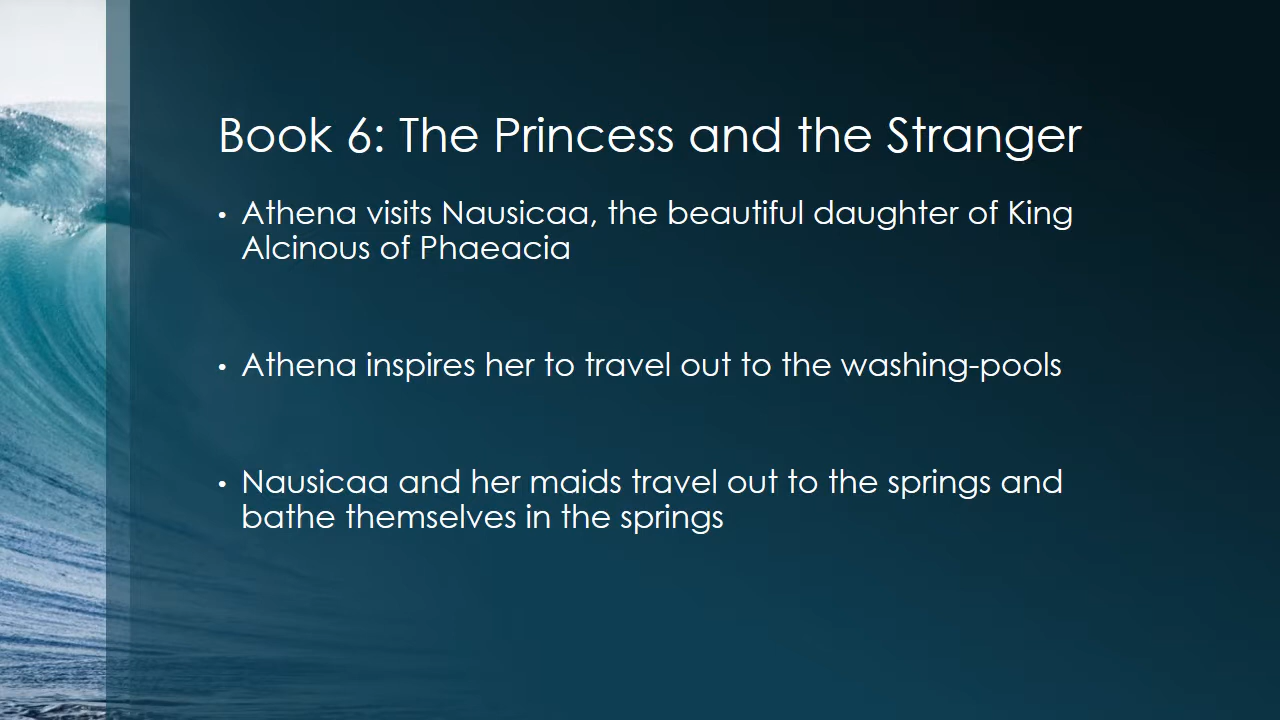 Book 6: The Princess and the Stranger
• Athena visits Nausicaa, the beautiful daughter of King
Alcinous of Phaeacia
• Athena inspires her to travel out to the washing-pools
• Nausicaa and her maids travel out to the springs and
bathe themselves in the springs